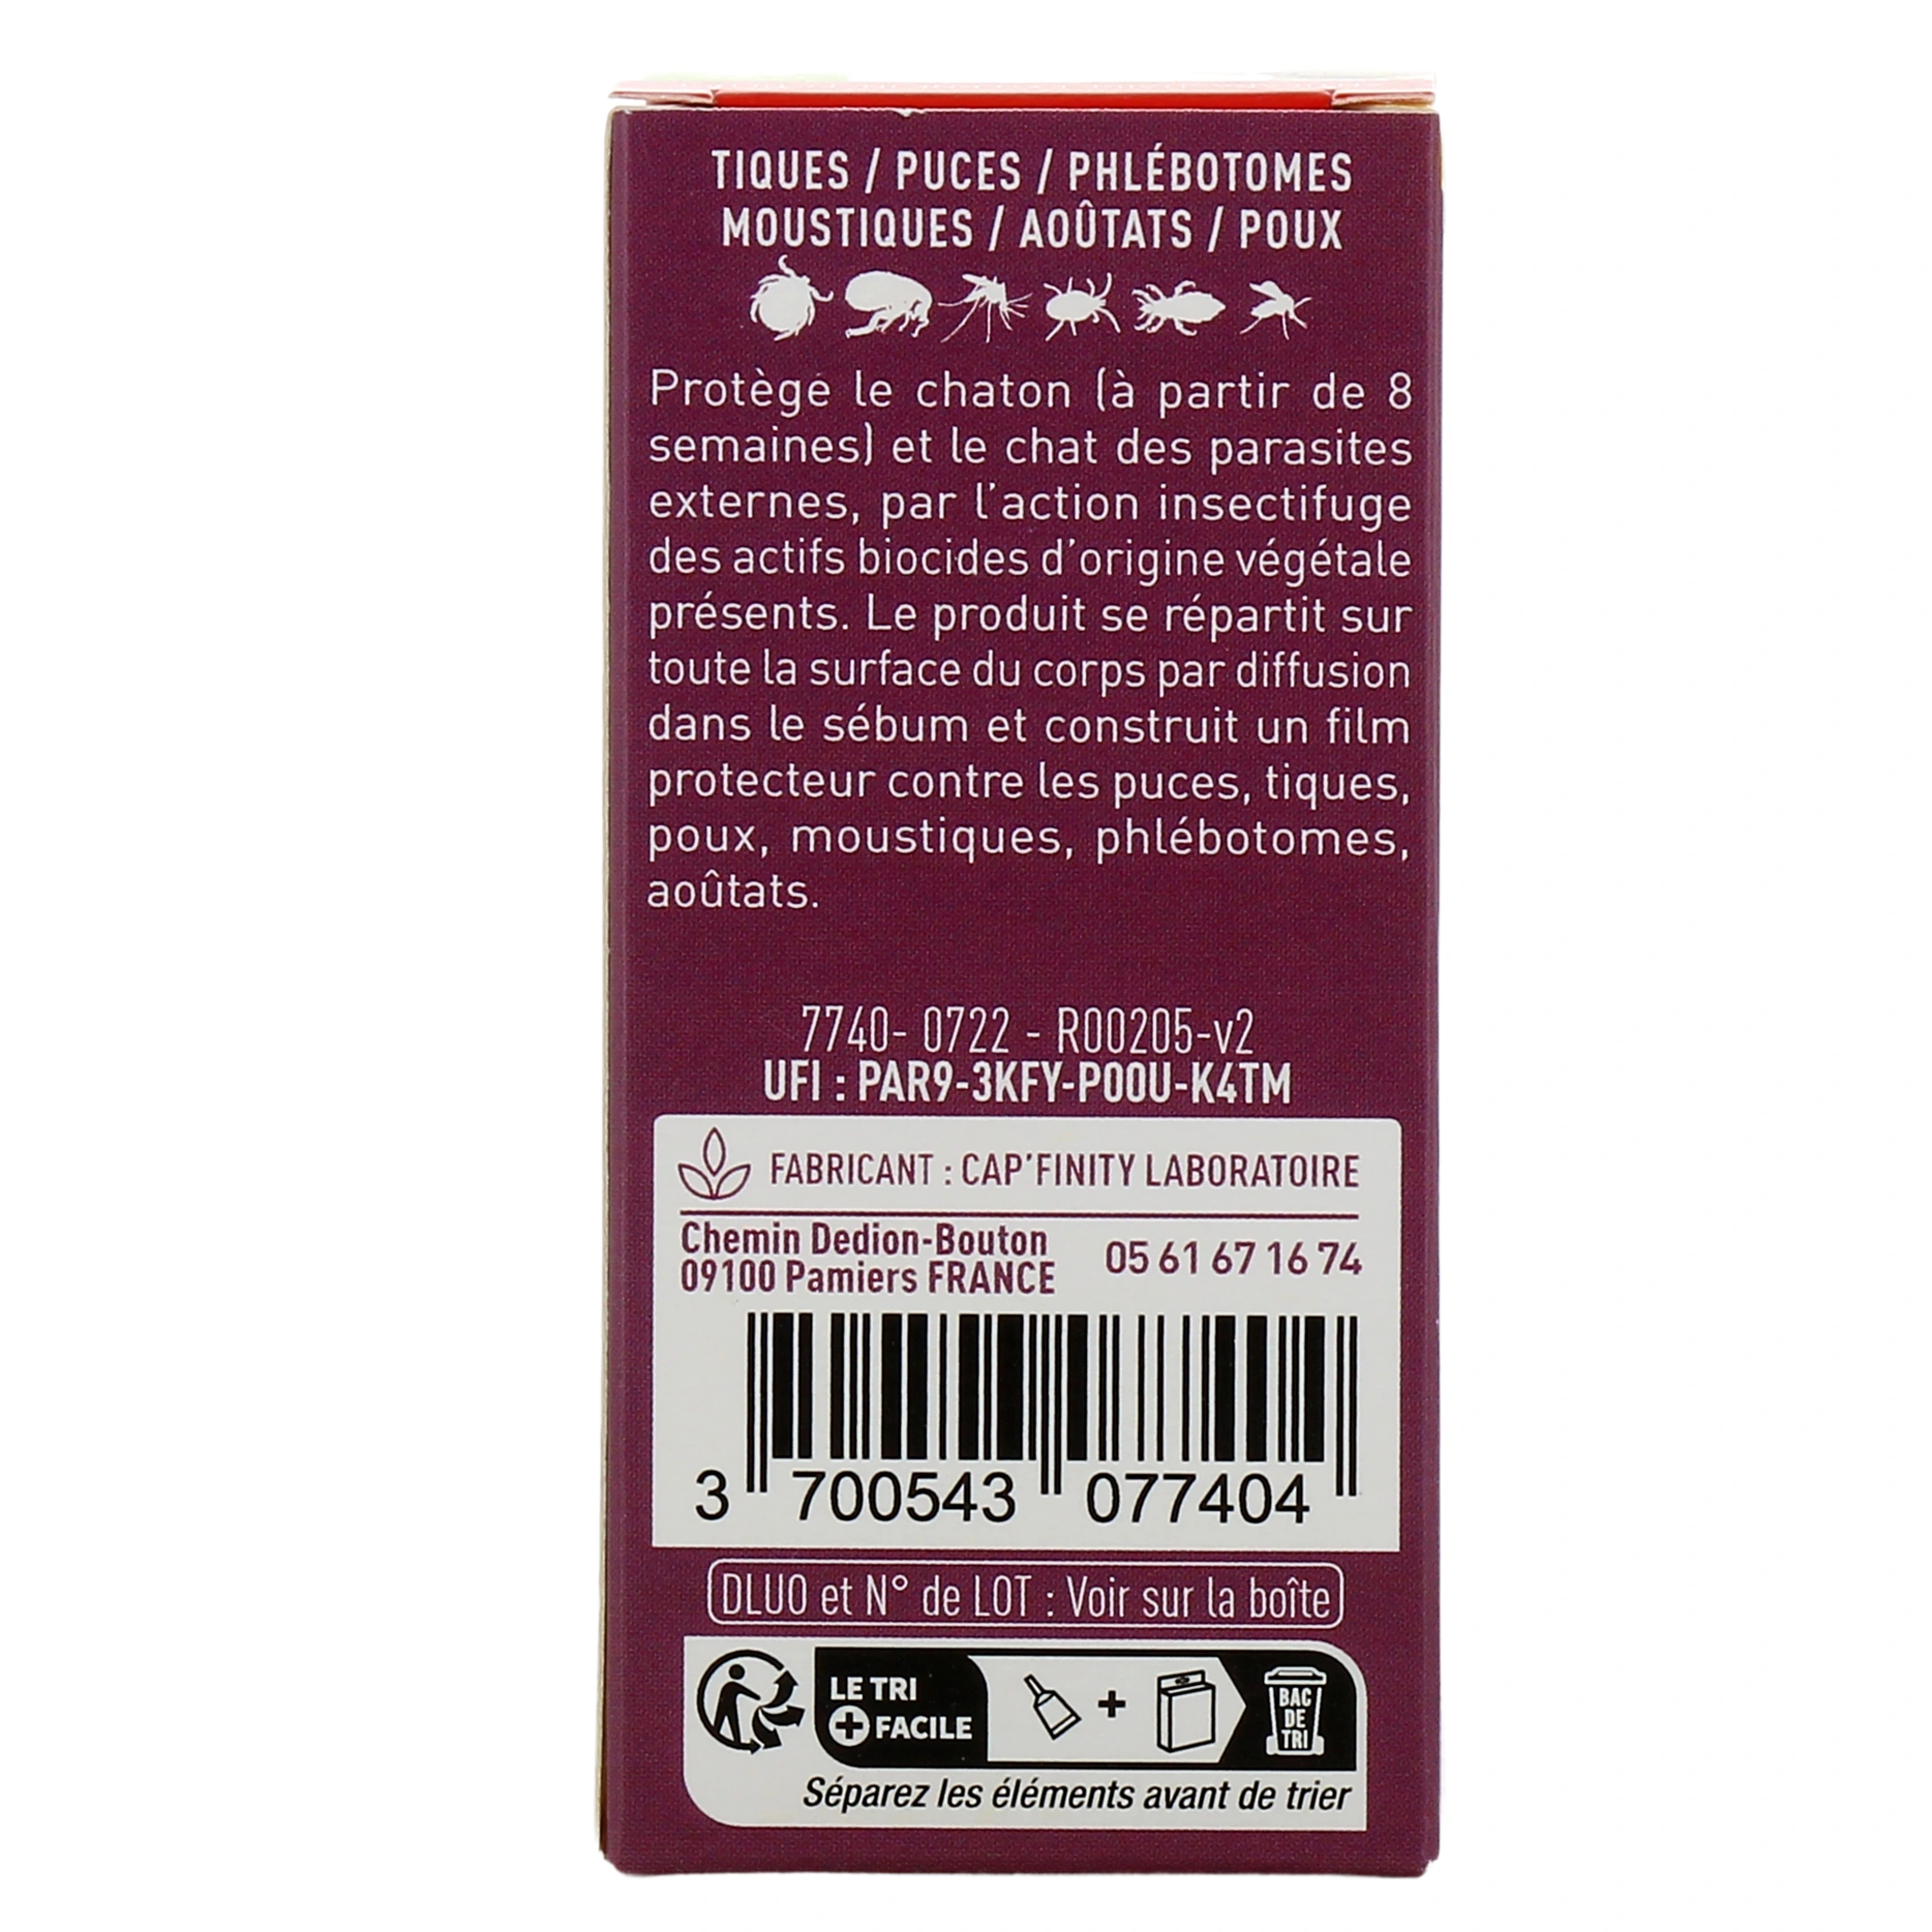 TIQUES / PUCES / PHLÉBOTOMES
MOUSTIQUES / AOÛTATS / POUX
Protège le chaton (à partir de 8
semaines) et le chat des parasites
externes, par l'action insectifuge
des actifs biocides d'origine végétale
présents. Le produit se répartit sur
toute la surface du corps par diffusion
dans le sébum et construit un film
protecteur contre les puces, tiques,
poux, moustiques, phlébotomes,
aoûtats.
7740- 0722 - R00205-v2
UFI : PAR9-3KFY-P00U-K4TM
FABRICANT : CAP'FINITY LABORATOIRE
Chemin Dedion-Bouton
09100 Pamiers FRANCE
05 61 67 16 74
3 700543 077404
DLUO et N° de LOT : Voir sur la boîte
LE TRI
+ FACILE
+
BAC
DE
TRI
Séparez les éléments avant de trier